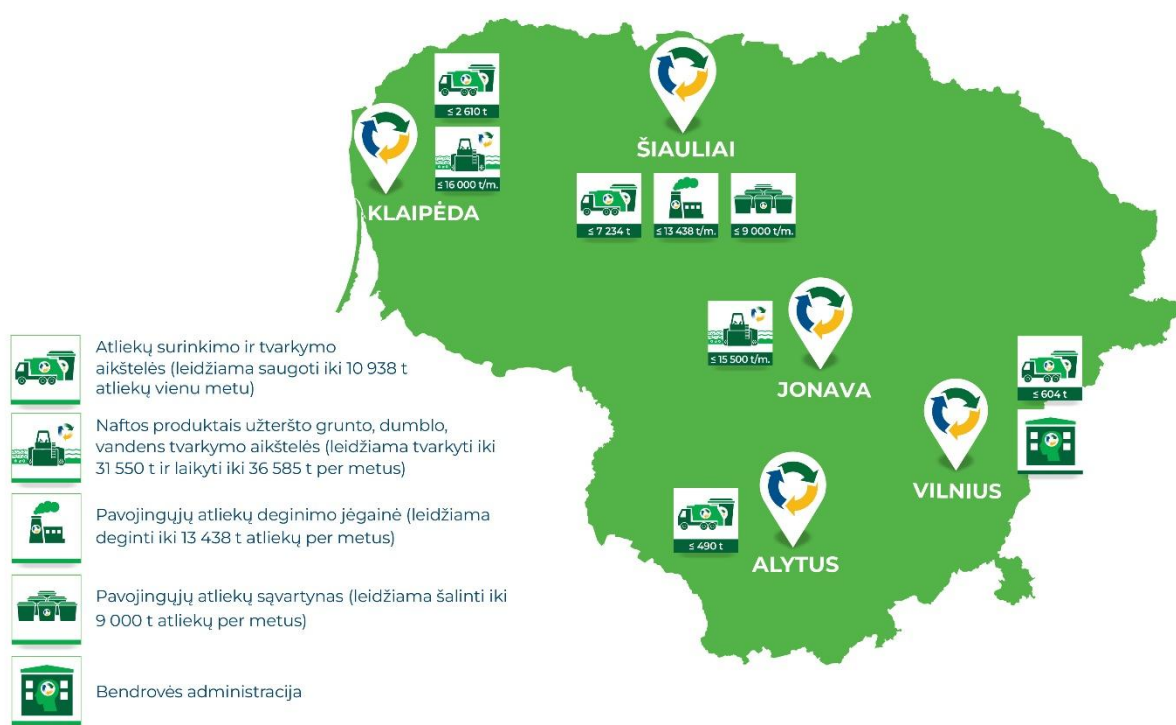 ≤ 2 610 t
≤ 16 000 t/m.
KLAIPĖDA
ŠIAULIAI
≤ 7 234 t
≤ 13 438 t/m.
≤ 9 000 t/m.
≤ 15 500 t/m.
JONAVA
≤ 604 t
VILNIUS
≤ 490 t
ALYTUS
Atliekų surinkimo ir tvarkymo
aikštelės (leidžiama saugoti iki 10 938 t
atliekų vienu metu)
Naftos produktais užteršto grunto, dumblo,
vandens tvarkymo aikštelės (leidžiama tvarkyti iki
31 550 t ir laikyti iki 36 585 t per metus)
Pavojingųjų atliekų deginimo jėgainė (leidžiama
deginti iki 13 438 t atliekų per metus)
Pavojingųjų atliekų sąvartynas (leidžiama šalinti iki
9 000 t atliekų per metus)
Bendrovės administracija